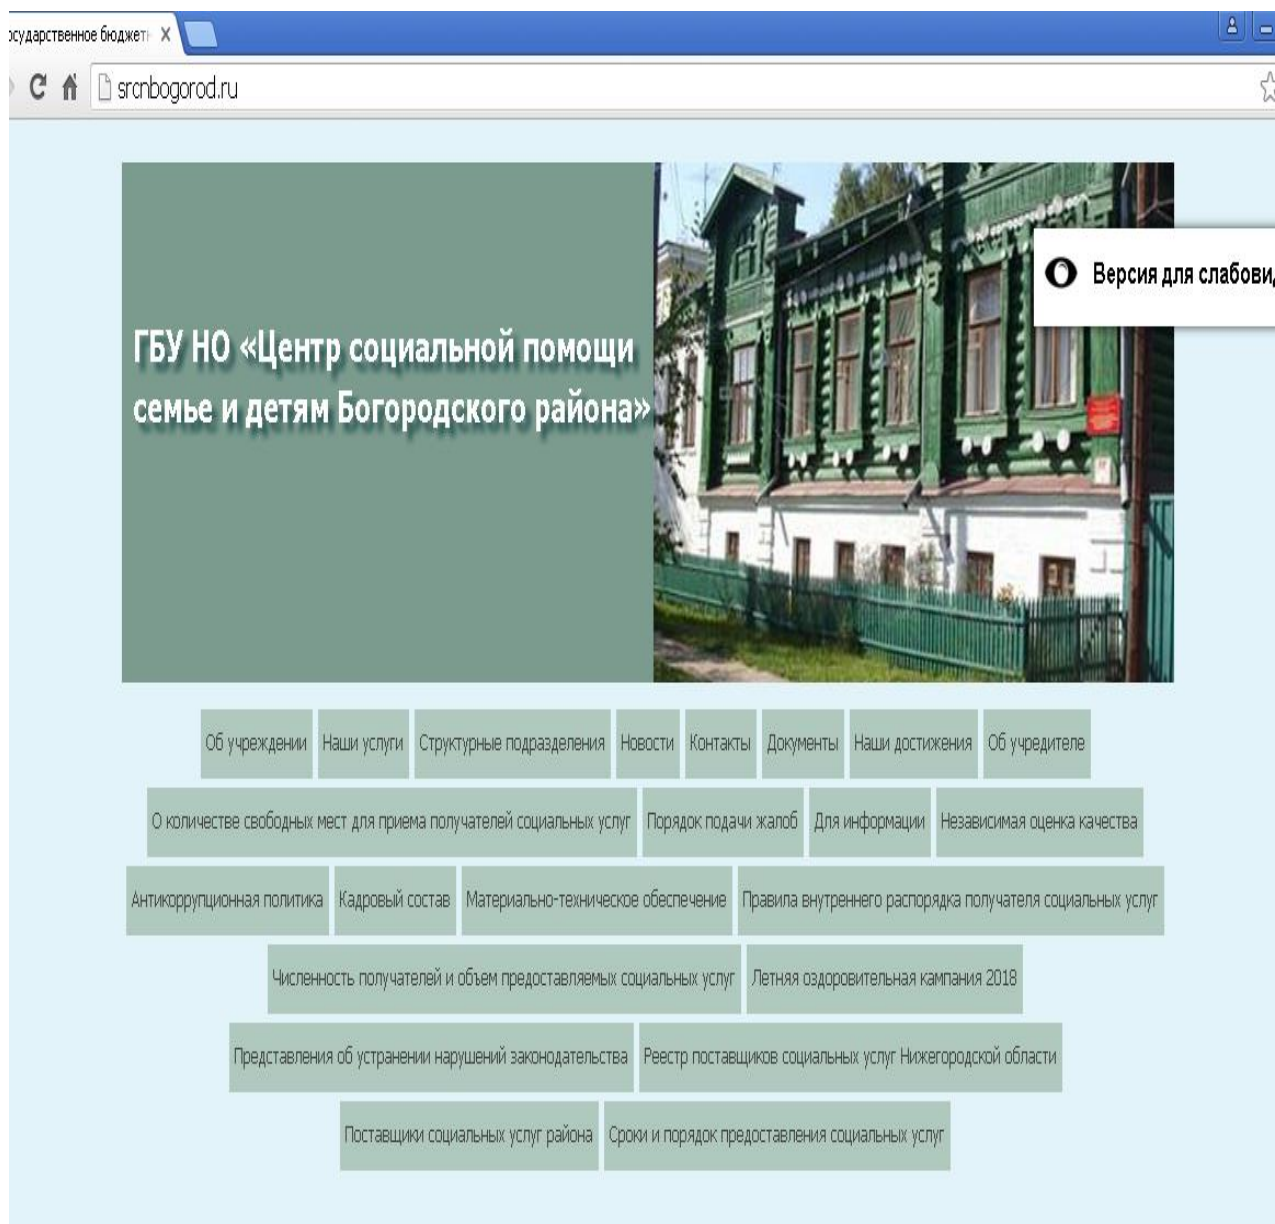 осударственное бюджетн
srcnbogorod.ru
Версия для слабови
ГБУ НО «Центр социальной помощи
семье и детям Богородского района»
Об учреждении Наши услуги Структурные подразделения Новости Контакты Документы Наши достижения Об учредителе
О количестве свободных мест для приема получателей социальных услуг Порядок подачи жалоб Для информации Независимая оценка качества
Антикоррупционная политика Кадровый состав Материально-техническое обеспечение Правила внутреннего распорядка получателя социальных услуг
Численность получателей и объем предоставляемых социальных услуг Летняя оздоровительная кампания 2018
Представления об устранении нарушений законодательства Реестр поставщиков социальных услуг Нижегородской области
Поставщики социальных услуг района Сроки и порядок предоставления социальных услуг